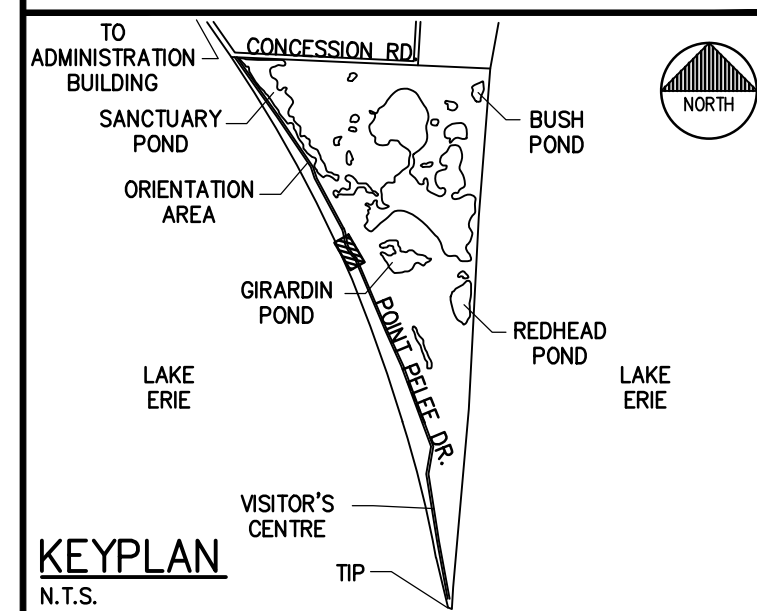 TO
ADMINISTRATION
BUILDING
CONCESSION RD.
NORTH
SANCTUARY
POND
BUSH
POND
ORIENTATION
AREA
GIRARDIN
POND
POINT PELEE DR.
REDHEAD
POND
LAKE
ERIE
LAKE
ERIE
VISITOR'S
CENTRE
KEYPLAN
N.T.S.
TIP